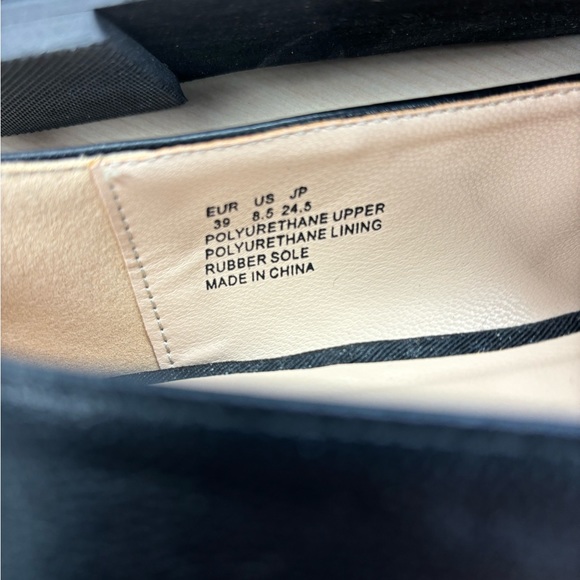 EUR US JP
39 8.5 24.5
POLYURETHANE UPPER
POLYURETHANE LINING
RUBBER SOLE
MADE IN CHINA